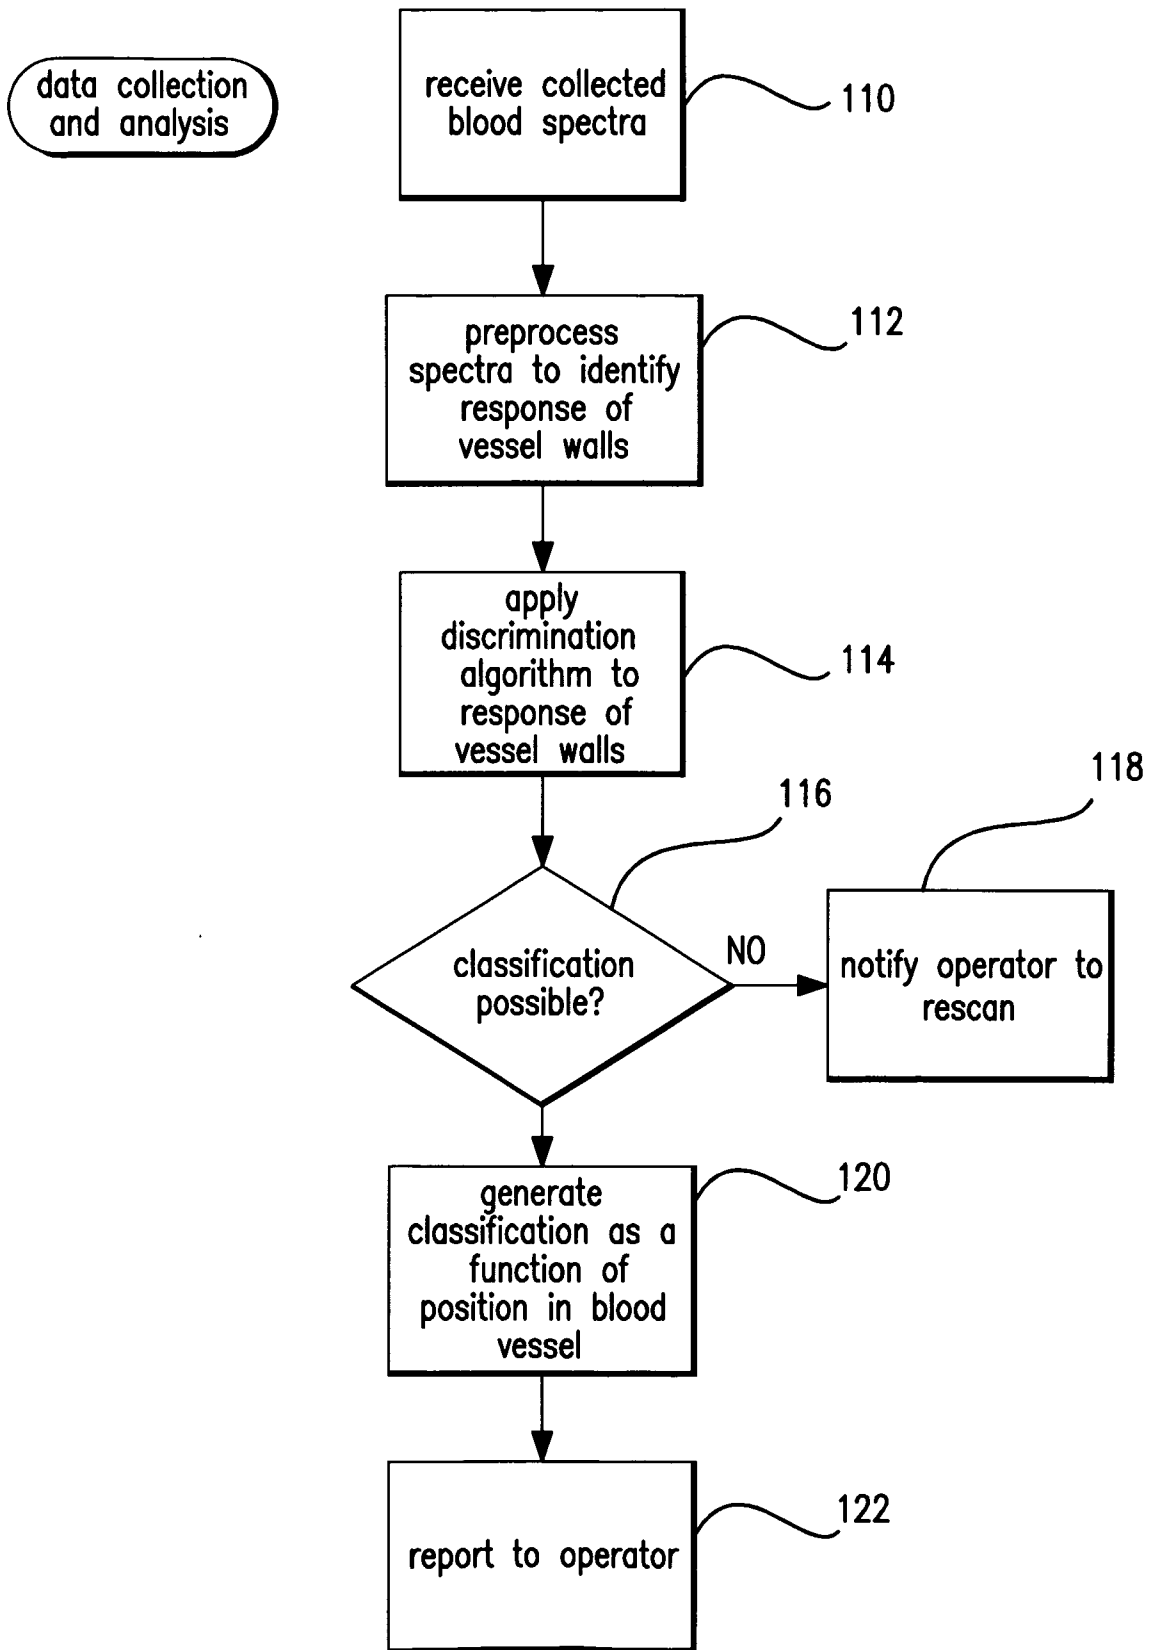 data collection
and analysis
receive collected
blood spectra
110
preprocess
spectra to identify
response of
vessel walls
112
apply
discrimination
algorithm to
response of
vessel walls
114
116
classification
possible?
NO
118
notify operator to
rescan
generate
classification as a
function of
position in blood
vessel
120
report to operator
122